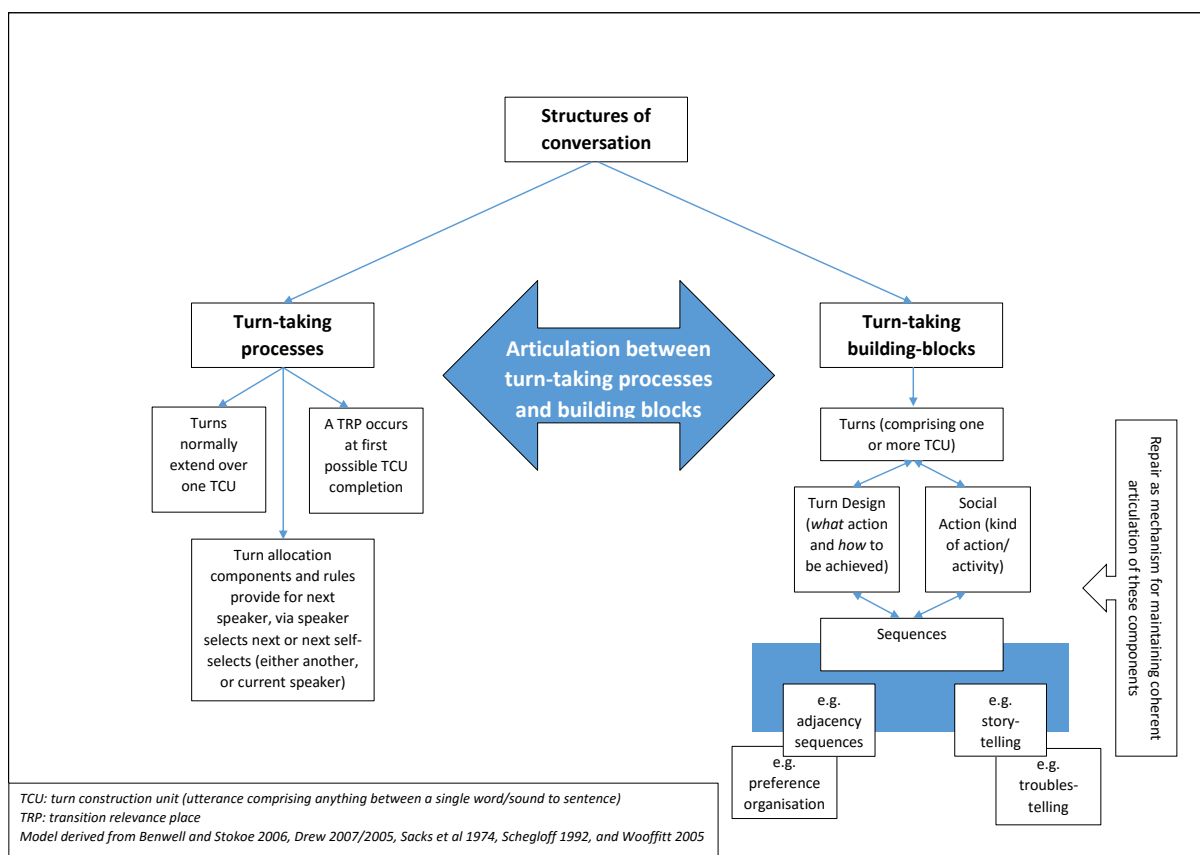 Structures of
conversation
Turn-taking
processes
Articulation between
turn-taking processes
and building blocks
Turn-taking
building-blocks
Turns
normally
extend over
one TCU
A TRP occurs
at first
possible TCU
completion
Turn allocation
components and rules
provide for next
speaker, via speaker
selects next or next self-
selects (either another,
or current speaker)
Turns (comprising one
or more TCU)
Turn Design
(what action
and how to
be achieved)
Social
Action (kind
of action/
activity)
Sequences
e.g.
adjacency
sequences
e.g.
story-
telling
e.g.
preference
organisation
e.g.
troubles-
telling
Repair as mechanism for maintaining coherent
articulation of these components
TCU: turn construction unit (utterance comprising anything between a single word/sound to sentence)
TRP: transition relevance place
Model derived from Benwell and Stokoe 2006, Drew 2007/2005, Sacks et al 1974, Schegloff 1992, and Wooffitt 2005